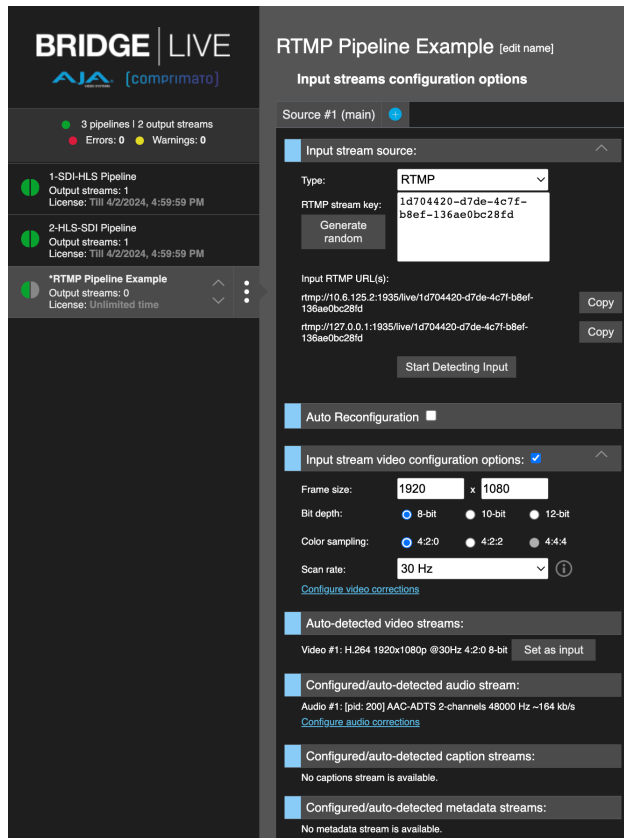 BRIDGE LIVE
AJA VIDEO SYSTEMS [comprimato]
3 pipelines | 2 output streams
Errors: 0 Warnings: 0
1-SDI-HLS Pipeline
Output streams: 1
License: Till 4/2/2024, 4:59:59 PM
2-HLS-SDI Pipeline
Output streams: 1
License: Till 4/2/2024, 4:59:59 PM
*RTMP Pipeline Example
Output streams: 0
License: Unlimited time
RTMP Pipeline Example [edit name]
Input streams configuration options
Source #1 (main)
Input stream source:
Type: RTMP
RTMP stream key: 1d704420-d7de-4c7f-
b8ef-136ae0bc28fd
Generate
random
Input RTMP URL(s):
rtmp://10.6.125.2:1935/live/1d704420-d7de-4c7f-b8ef-
136ae0bc28fd
Copy
rtmp://127.0.0.1:1935/live/1d704420-d7de-4c7f-b8ef-
136ae0bc28fd
Copy
Start Detecting Input
Auto Reconfiguration
Input stream video configuration options:
Frame size: 1920 x 1080
Bit depth: 8-bit 10-bit 12-bit
Color sampling: 4:2:0 4:2:2 4:4:4
Scan rate: 30 Hz
Configure video corrections
Auto-detected video streams:
Video #1: H.264 1920x1080p @30Hz 4:2:0 8-bit Set as input
Configured/auto-detected audio stream:
Audio #1: [pid: 200] AAC-ADTS 2-channels 48000 Hz ~164 kb/s
Configure audio corrections
Configured/auto-detected caption streams:
No captions stream is available.
Configured/auto-detected metadata streams:
No metadata stream is available.